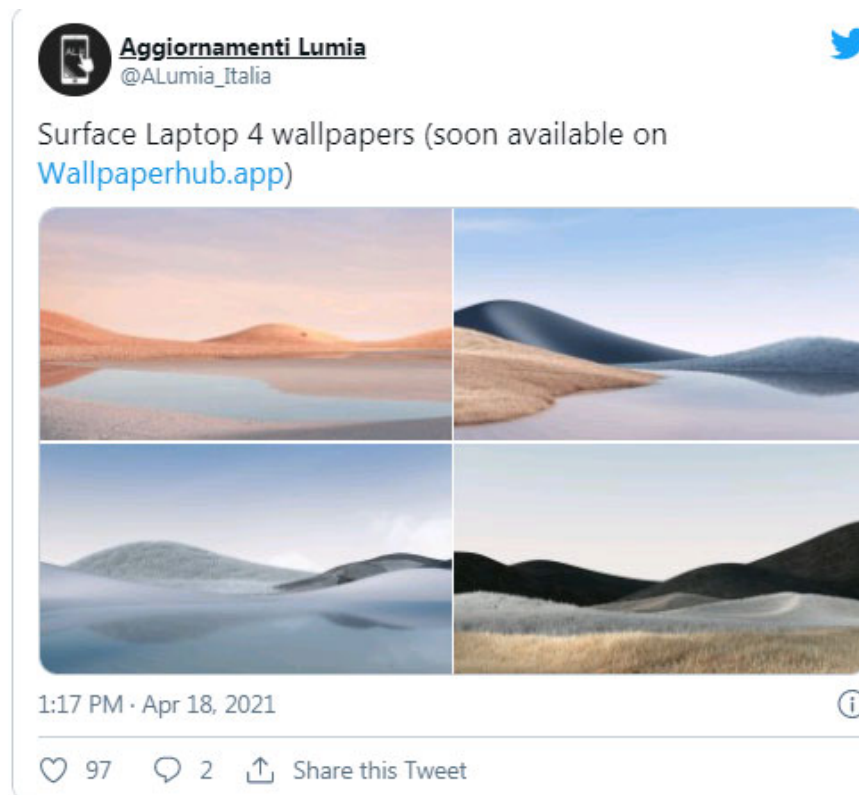 Aggiornamenti Lumia
@ALumia_Italia
Surface Laptop 4 wallpapers (soon available on
Wallpaperhub.app)
1:17 PM · Apr 18, 2021
97 2 Share this Tweet